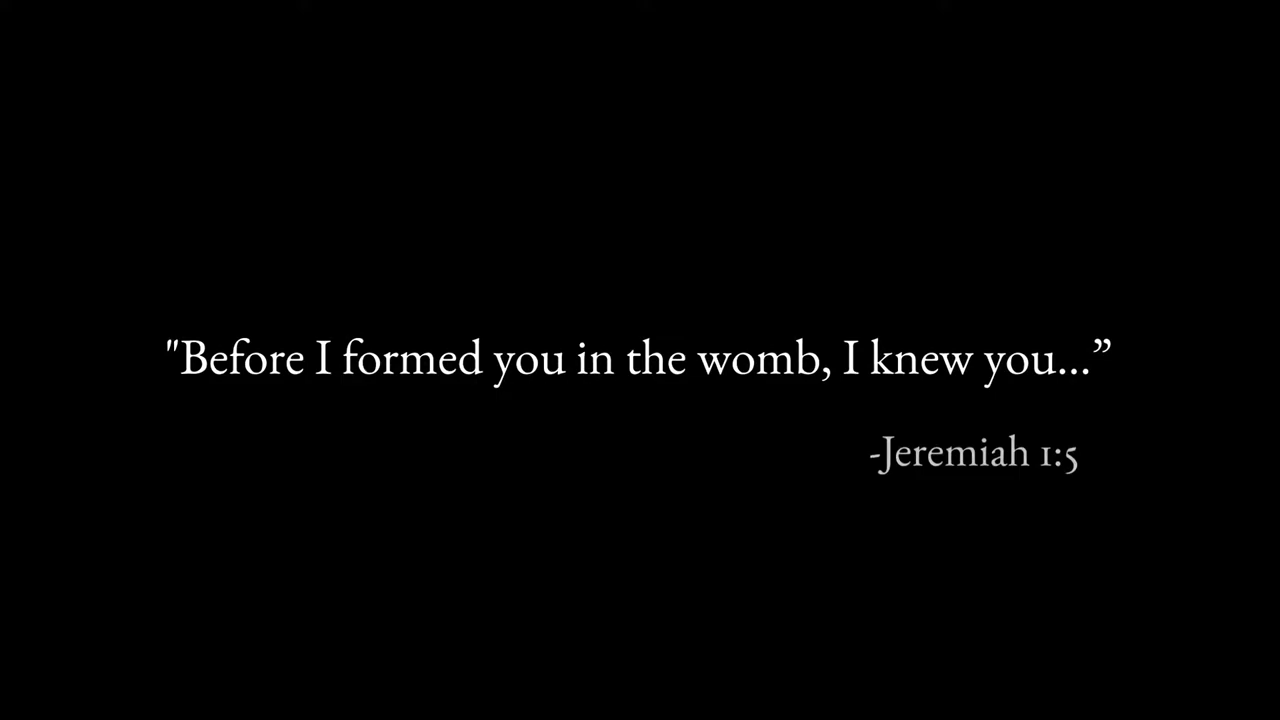 "Before I formed you in the womb, I knew you...”
-Jeremiah 1:5